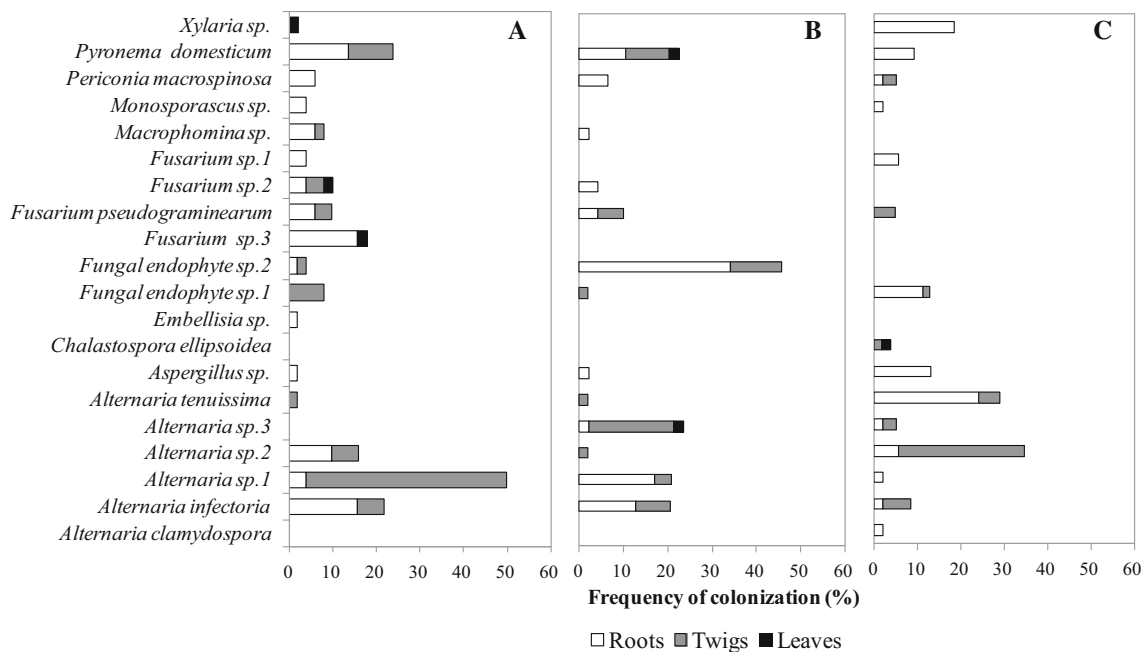 A
B
C
Xylaria sp.
Pyronema domesticum
Periconia macrospinosa
Monosporascus sp.
Macrophomina sp.
Fusarium sp.1
Fusarium sp.2
Fusarium pseudograminearum
Fusarium sp.3
Fungal endophyte sp.2
Fungal endophyte sp.1
Embellisia sp.
Chalastospora ellipsoidea
Aspergillus sp.
Alternaria tenuissima
Alternaria sp.3
Alternaria sp.2
Alternaria sp.1
Alternaria infectoria
Alternaria clamydospora
0 10 20 30 40 50 60
0 10 20 30 40 50 60
0 10 20 30 40 50 60
Frequency of colonization (%)
Roots Twigs Leaves